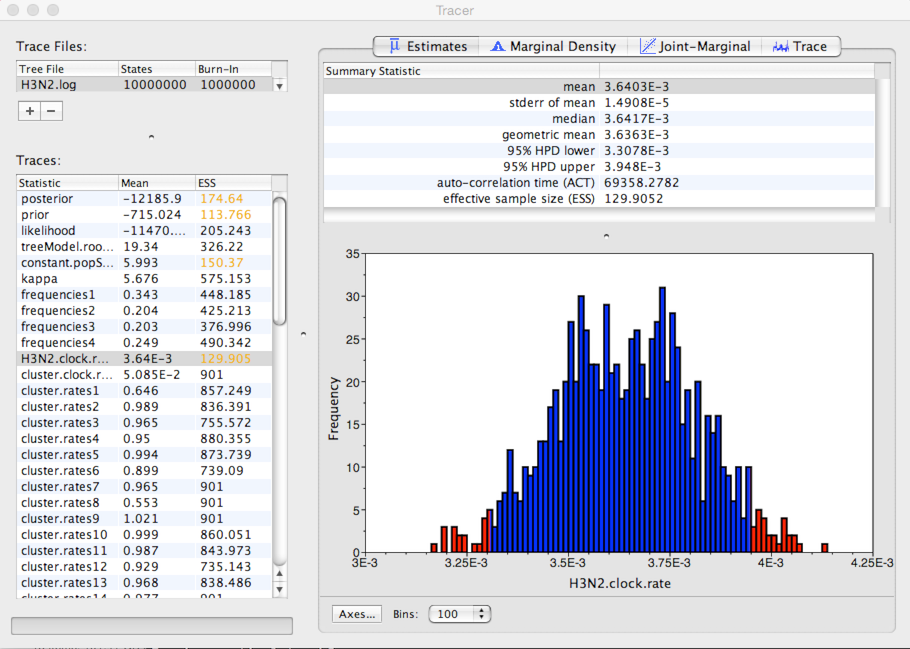 Tracer
Trace Files:
Tree File States Burn-In
H3N2.log 10000000 1000000
+ −
Traces:
Statistic Mean ESS
posterior −12185.9 174.64
prior −715.024 113.766
likelihood −11470.... 205.243
treeModel.roo... 19.34 326.22
constant.popS... 5.993 150.37
kappa 5.676 575.153
frequencies1 0.343 448.185
frequencies2 0.204 425.213
frequencies3 0.203 376.996
frequencies4 0.249 490.342
H3N2.clock.r... 3.64E−3 129.905
cluster.clock.r... 5.085E−2 901
cluster.rates1 0.646 857.249
cluster.rates2 0.989 836.391
cluster.rates3 0.965 755.572
cluster.rates4 0.95 880.355
cluster.rates5 0.994 873.739
cluster.rates6 0.899 739.09
cluster.rates7 0.965 901
cluster.rates8 0.553 901
cluster.rates9 1.021 901
cluster.rates10 0.999 860.051
cluster.rates11 0.987 843.973
cluster.rates12 0.929 735.143
cluster.rates13 0.968 838.486
cluster.rates14 0.977 901
Estimates Marginal Density Joint-Marginal Trace
Summary Statistic
mean 3.6403E−3
stderr of mean 1.4908E−5
median 3.6417E−3
geometric mean 3.6363E−3
95% HPD lower 3.3078E−3
95% HPD upper 3.948E−3
auto-correlation time (ACT) 69358.2782
effective sample size (ESS) 129.9052
35
30
25
20
15
10
5
0
Frequency
3E-3 3.25E-3 3.5E-3 3.75E-3 4E-3 4.25E-3
H3N2.clock.rate
Axes... Bins: 100